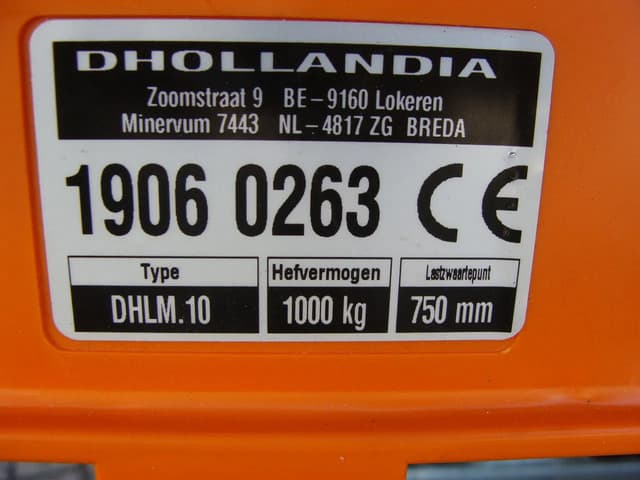 DHOLLANDIA
Zoomstraat 9 BE-9160 Lokeren
Minervum 7443 NL-4817 ZG BREDA
1906 0263 CE
Type Hefvermogen Lastzwaartepunt
DHLM.10 1000 kg 750 mm